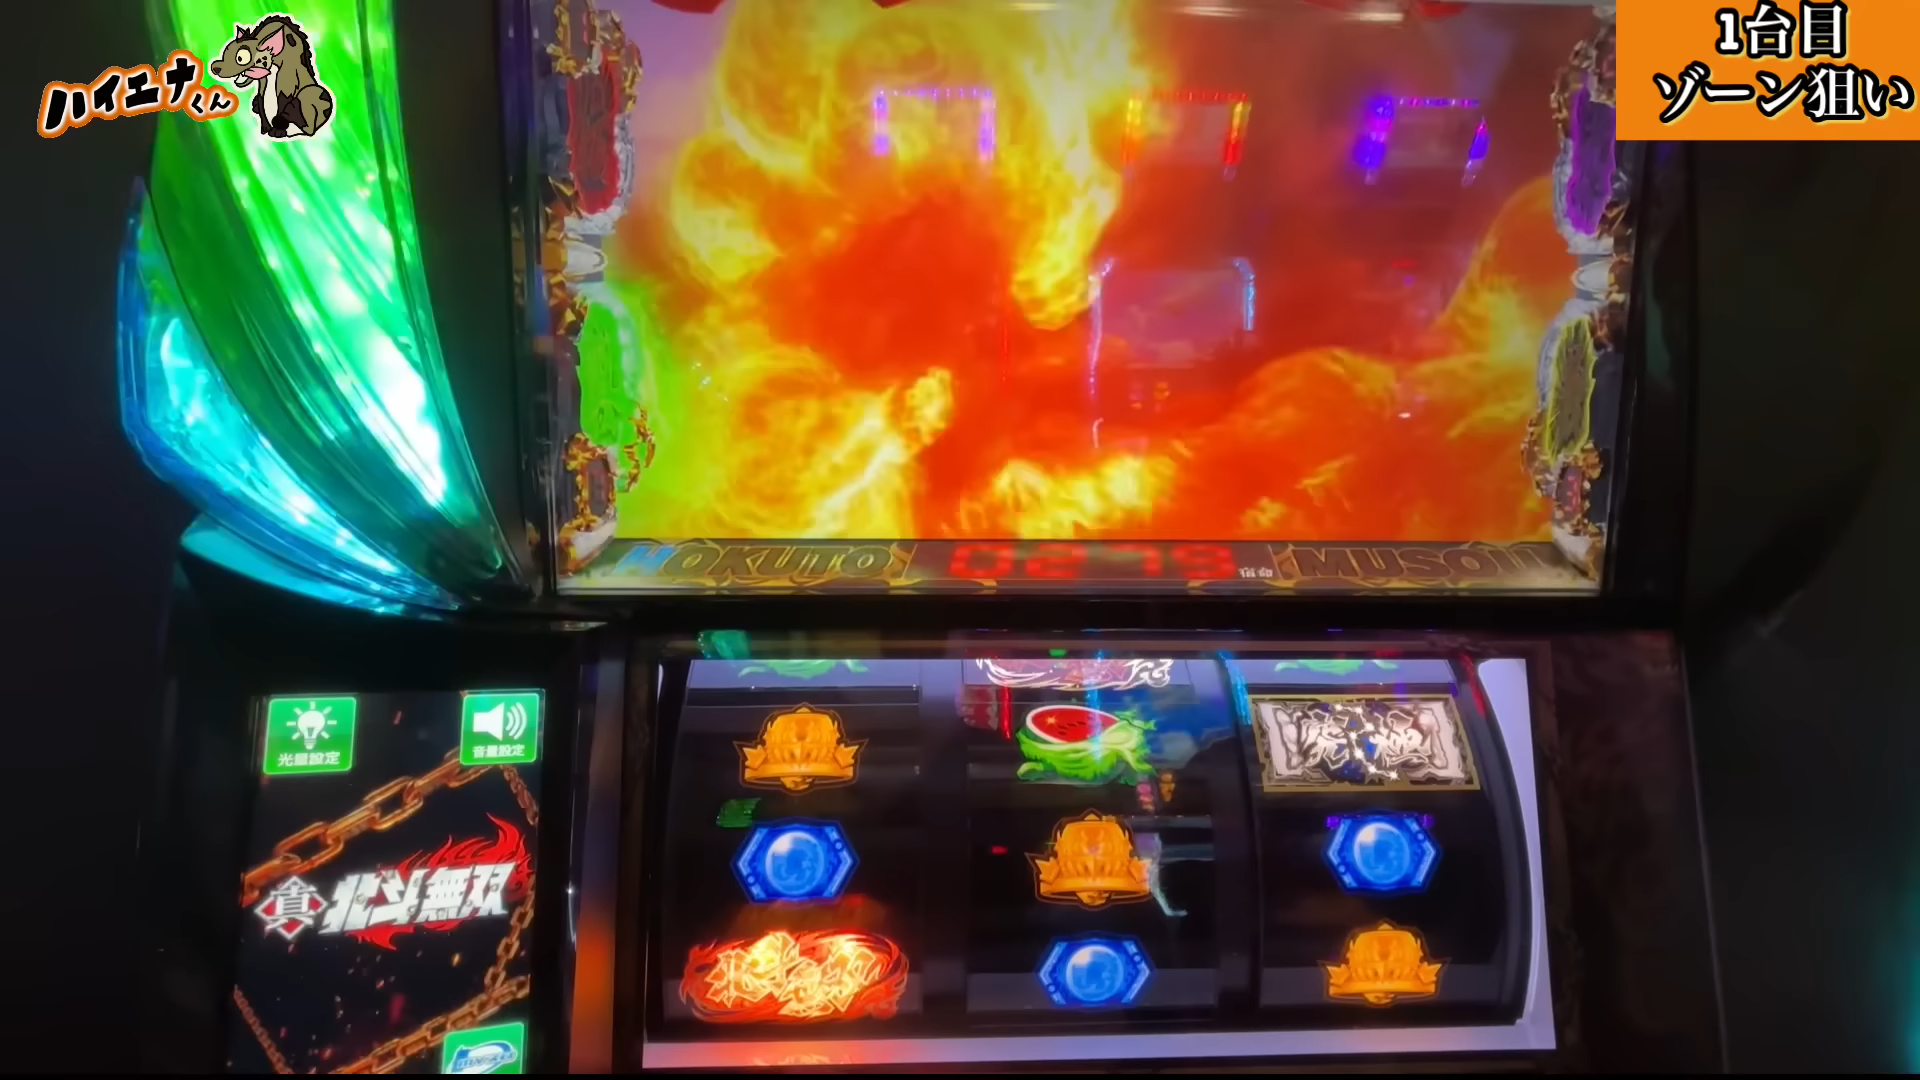 ハイエナくん
1台目
ゾーン狙い
HOKUTO
0279
宿命
MUSOU
光量設定
音量設定
真北斗無双